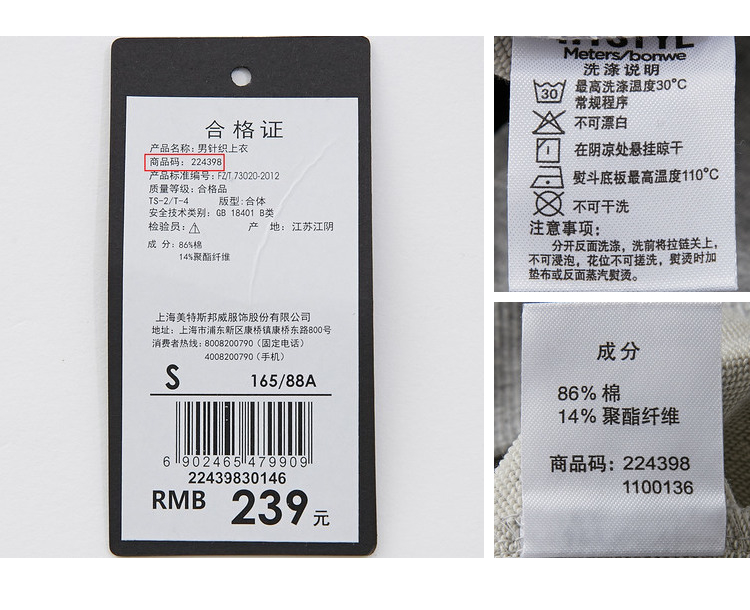 合格证
产品名称: 男针织上衣
商品码: 224398
产品标准编号: FZ/T 73020-2012
质量等级: 合格品
TS-2/T-4 版型: 合体
安全技术类别: GB 18401 B类
检验员: 产 地: 江苏江阴
成 分: 86%棉
14%聚酯纤维
上海美特斯邦威服饰股份有限公司
地址: 上海市浦东新区康桥镇康桥东路800号
消费者热线: 8008200790 (固定电话)
4008200790 (手机)
S 165/88A
6 902465 479909
22439830146
RMB 239元
Meters/bonwe
洗涤说明
30 最高洗涤温度30°C
常规程序
不可漂白
在阴凉处悬挂晾干
熨斗底板最高温度110°C
不可干洗
注意事项:
分开反面洗涤, 洗前将拉链关上,
不可浸泡, 花位不可搓洗, 熨烫时加
垫布或反面蒸汽熨烫。
成分
86% 棉
14% 聚酯纤维
商品码: 224398
1100136